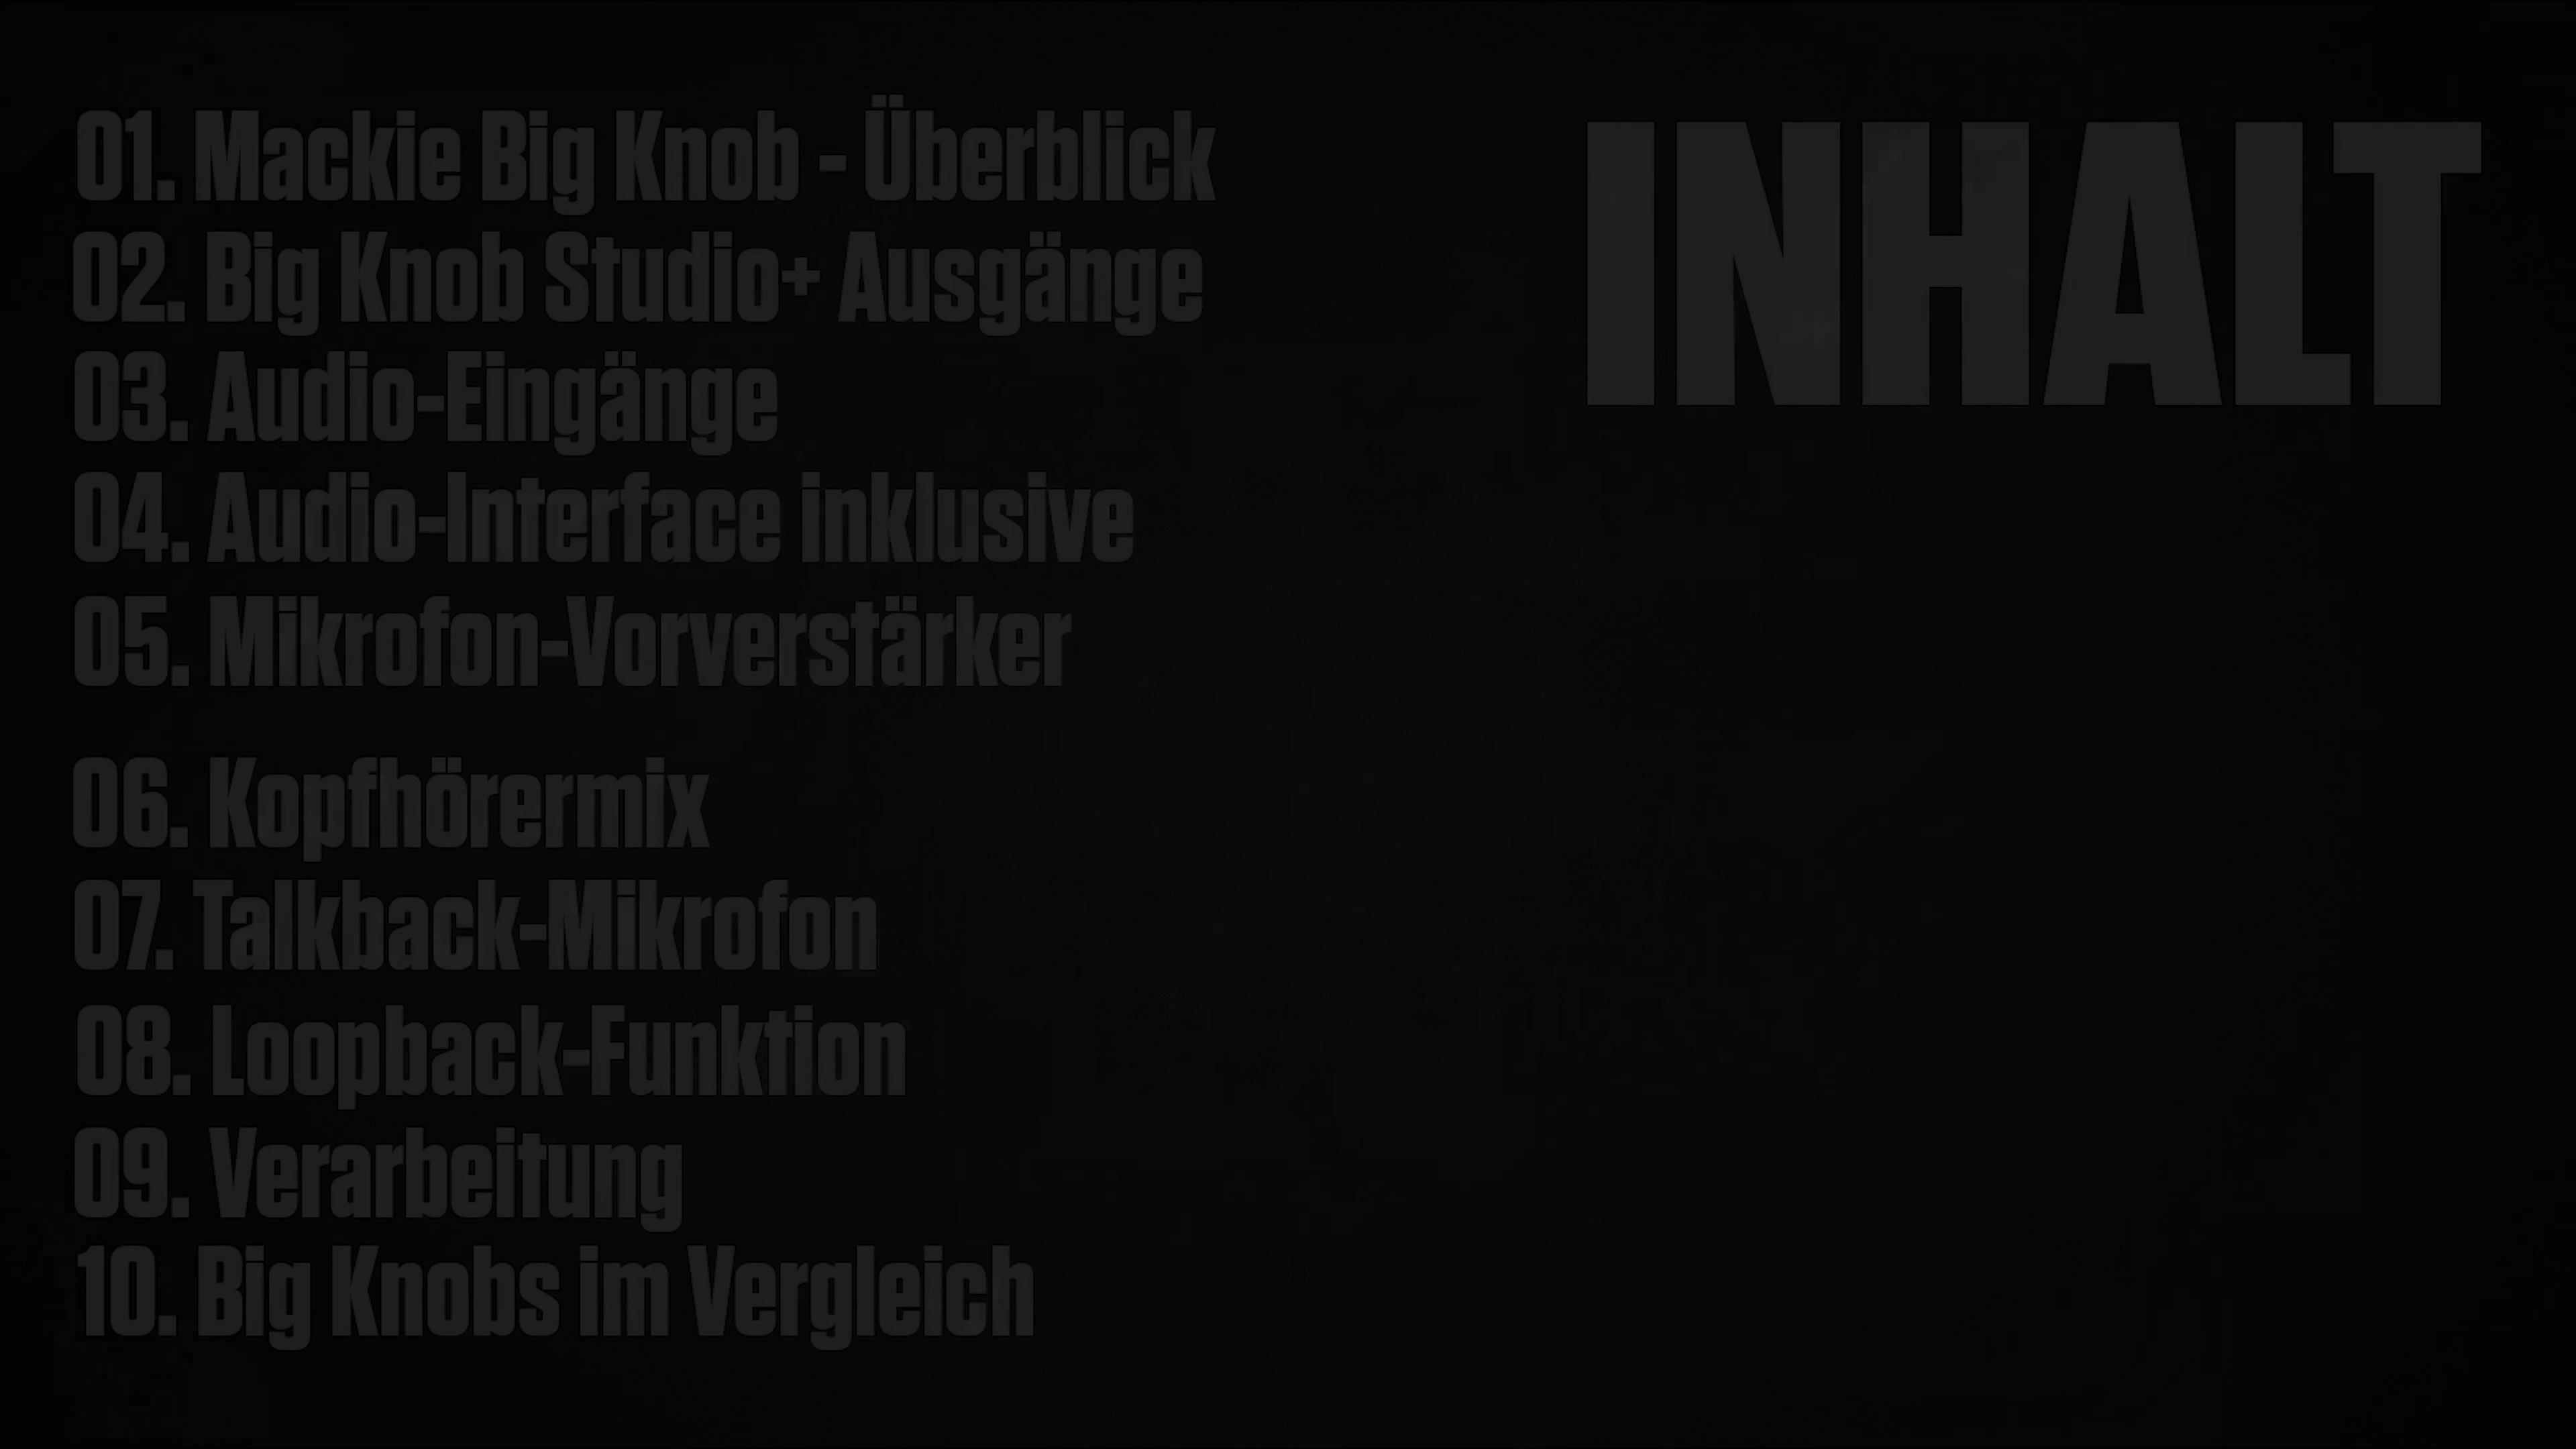 INHALT
01. Mackie Big Knob - Überblick
02. Big Knob Studio+ Ausgänge
03. Audio-Eingänge
04. Audio-Interface inklusive
05. Mikrofon-Vorverstärker
06. Kopfhörermix
07. Talkback-Mikrofon
08. Loopback-Funktion
09. Verarbeitung
10. Big Knobs im Vergleich